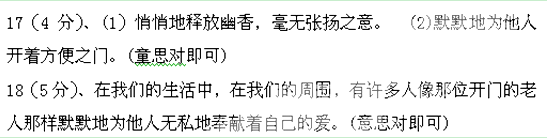 17（4 分）、（1）悄悄地释放幽香，毫无张扬之意。 （2)默默地为他人
开着方便之门。（童思对即可）
18（5分）、在我们的生活中，在我们的周围，有许多人像那位开门的老
人那样默默地为他人无私地奉献着自己的爱。（意思对即可）